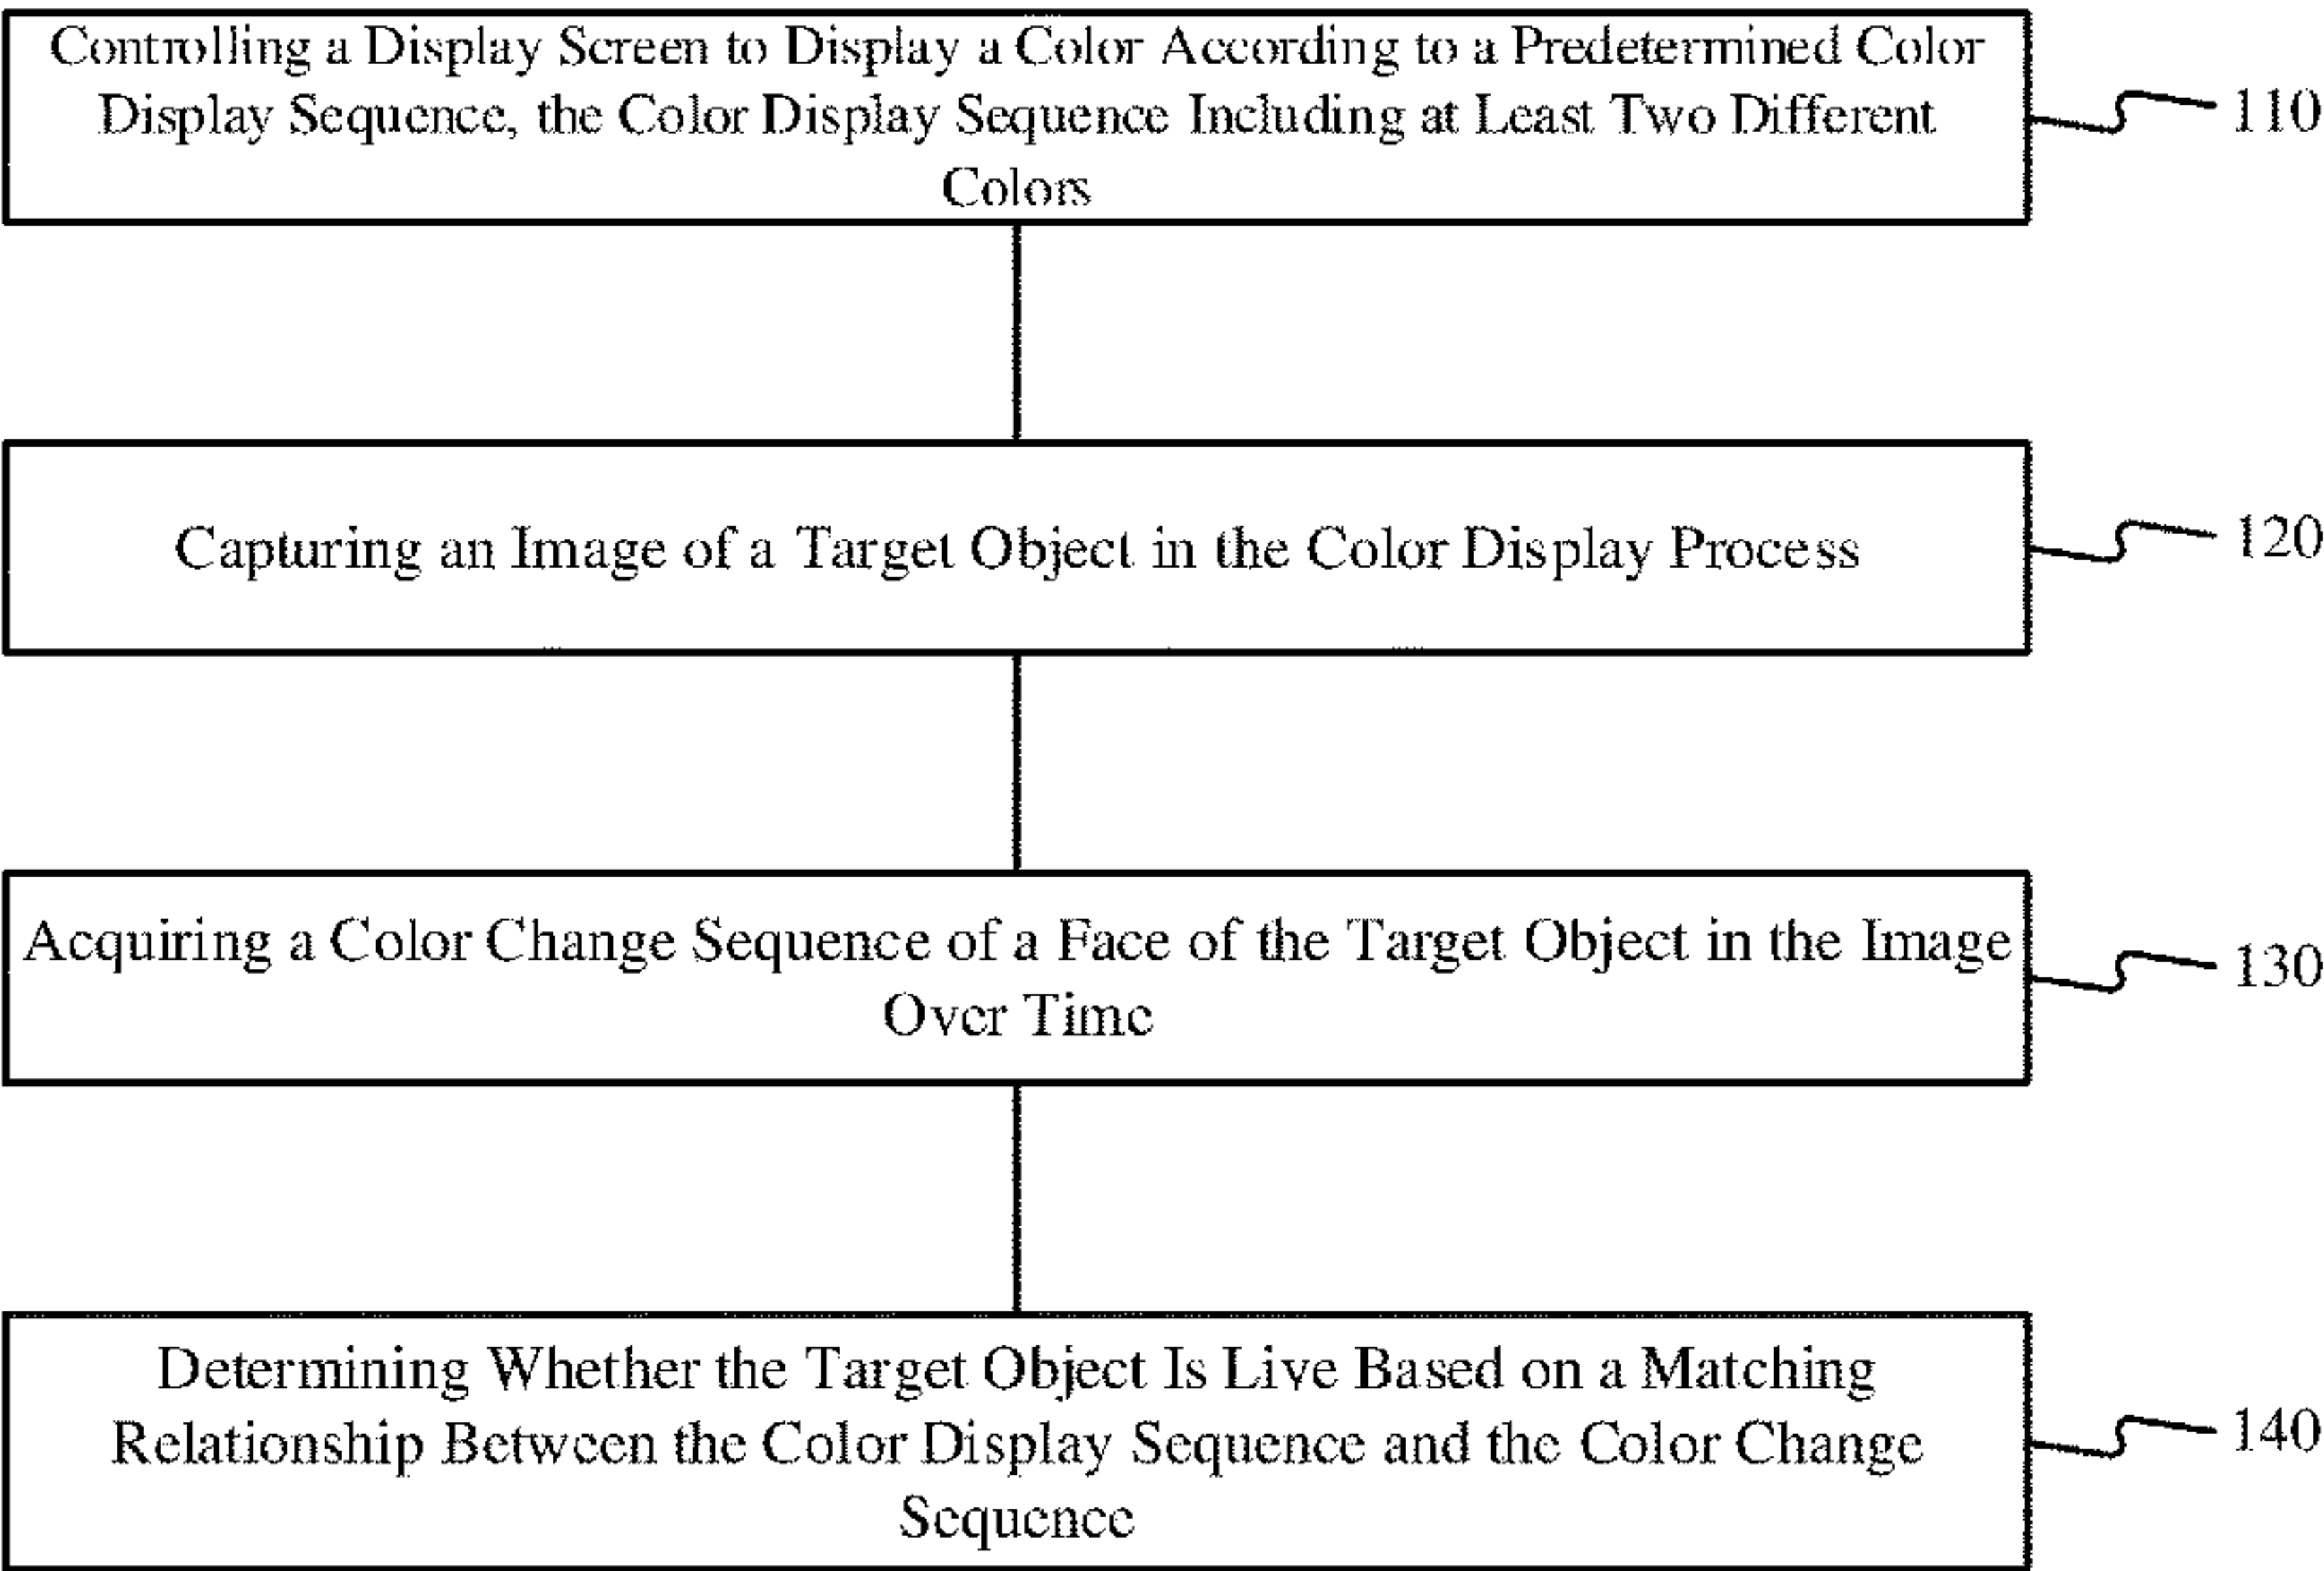 Controlling a Display Screen to Display a Color According to a Predetermined Color
Display Sequence, the Color Display Sequence Including at Least Two Different
Colors
110
Capturing an Image of a Target Object in the Color Display Process
120
Acquiring a Color Change Sequence of a Face of the Target Object in the Image
Over Time
130
Determining Whether the Target Object Is Live Based on a Matching
Relationship Between the Color Display Sequence and the Color Change
Sequence
140